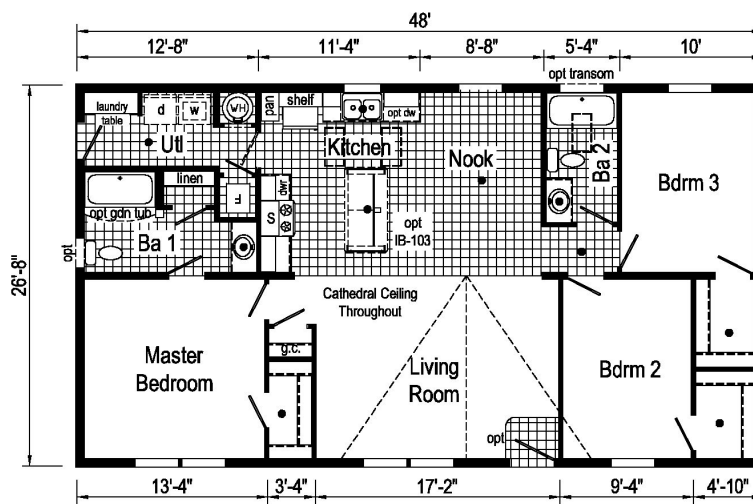 48'
12'-8" 11'-4" 8'-8" 5'-4" 10'
opt transom
laundry table
d w WH
pan shelf
opt dw
Utl
Kitchen
Nook
Ba 2
Bdrm 3
linen
F
dwr
S
opt gdn tub
Ba 1
opt
opt
IB-103
26'-8"
Cathedral Ceiling
Throughout
g.c.
Master
Bedroom
Living
Room
Bdrm 2
opt
13'-4" 3'-4" 17'-2" 9'-4" 4'-10"